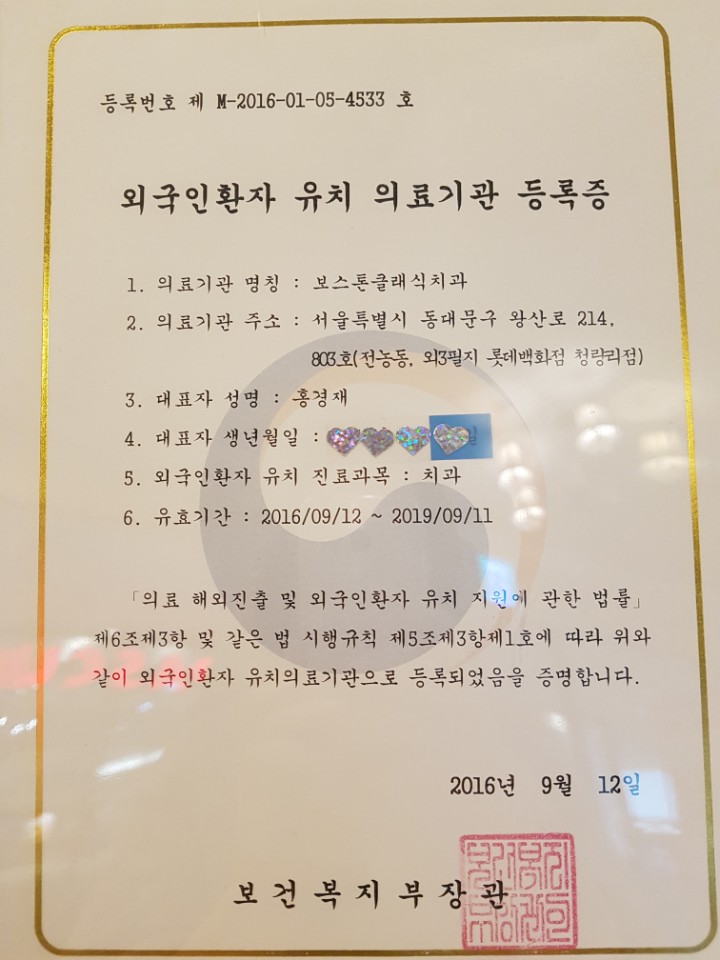 등록번호 제 M-2016-01-05-4533 호
외국인환자 유치 의료기관 등록증
1. 의료기관 명칭 : 보스톤클래식치과
2. 의료기관 주소 : 서울특별시 동대문구 왕산로 214,
803호(전농동, 외3필지 롯데백화점 청량리점)
3. 대표자 성명 : 홍경재
4. 대표자 생년월일 : 일
5. 외국인환자 유치 진료과목 : 치과
6. 유효기간 : 2016/09/12 ~ 2019/09/11
「의료 해외진출 및 외국인환자 유치 지원에 관한 법률」
제6조제3항 및 같은 법 시행규칙 제5조제3항제1호에 따라 위와
같이 외국인환자 유치의료기관으로 등록되었음을 증명합니다.
2016년 9월 12일
보건복지부장관